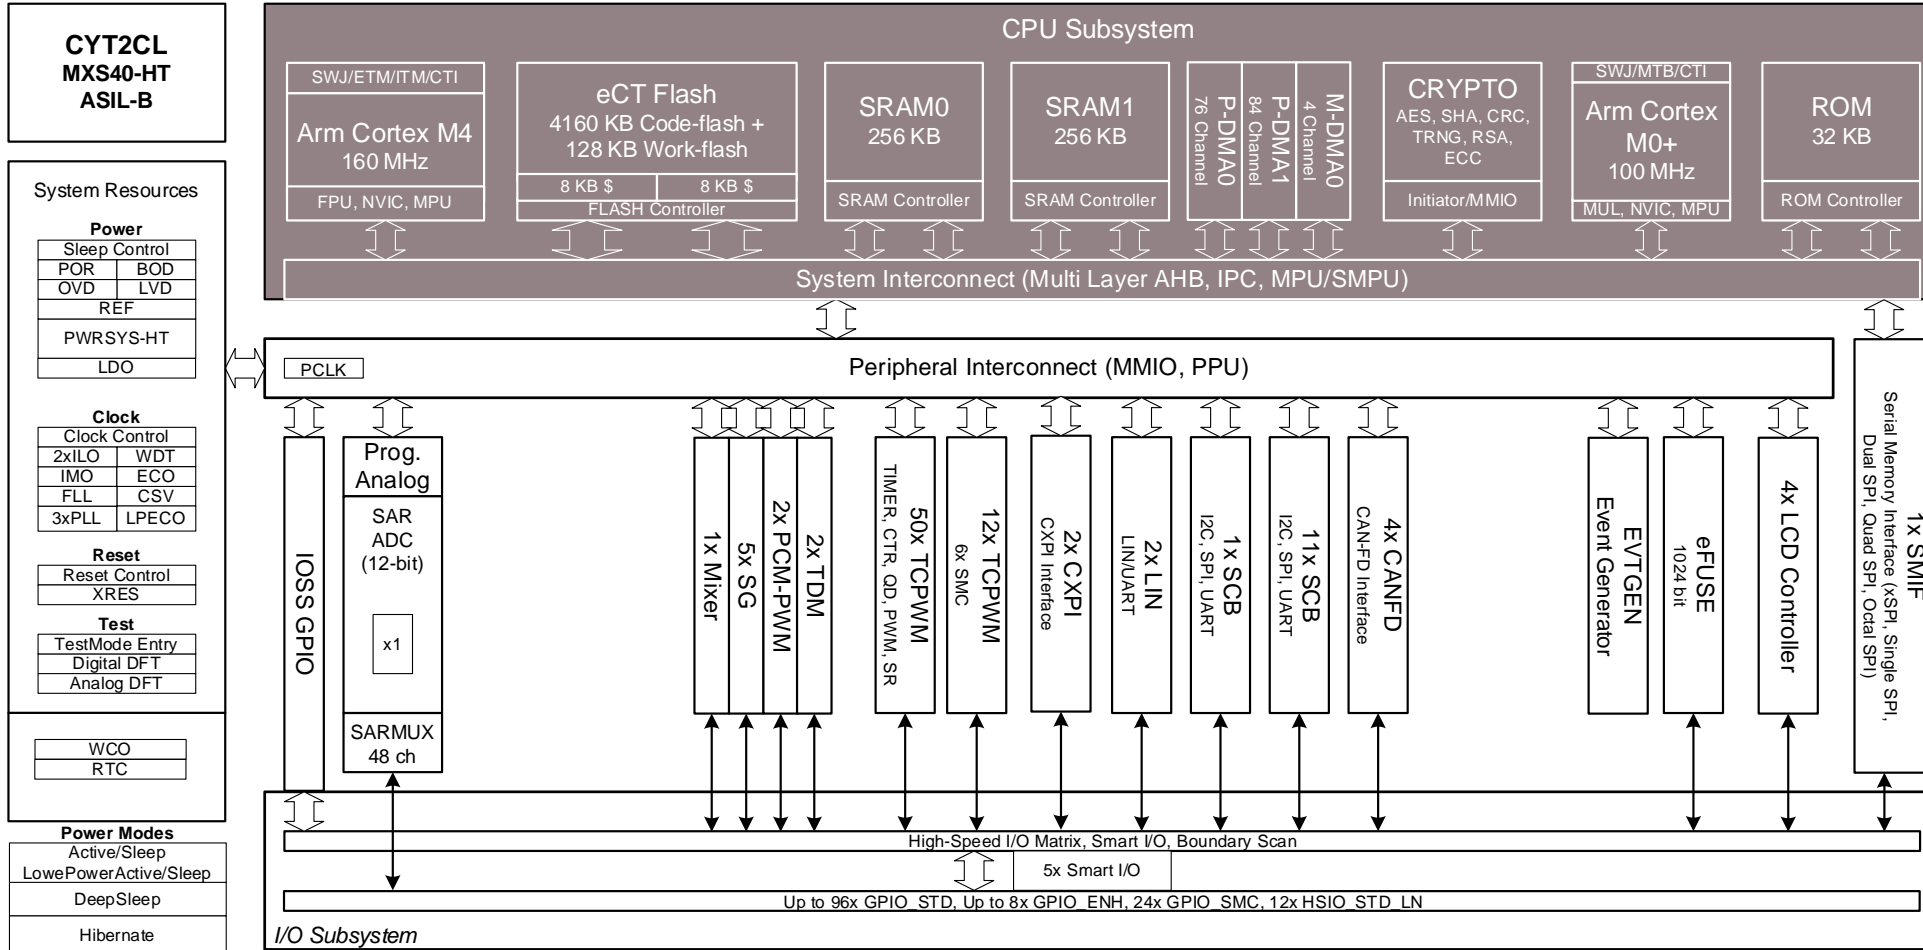 CYT2CL
MXS40-HT
ASIL-B
System Resources
Power
Sleep Control
POR
BOD
OVD
LVD
REF
PWRSYS-HT
LDO
Clock
Clock Control
2xILO
WDT
IMO
ECO
FLL
CSV
3xPLL
LPECO
Reset
Reset Control
XRES
Test
TestMode Entry
Digital DFT
Analog DFT
WCO
RTC
Power Modes
Active/Sleep
LowePowerActive/Sleep
DeepSleep
Hibernate
CPU Subsystem
SWJ/ETM/ITM/CTI
Arm Cortex M4
160 MHz
FPU, NVIC, MPU
eCT Flash
4160 KB Code-flash +
128 KB Work-flash
8 KB $
8 KB $
FLASH Controller
SRAM0
256 KB
SRAM Controller
SRAM1
256 KB
SRAM Controller
P-DMA0
76 Channel
P-DMA1
84 Channel
M-DMA0
4 Channel
CRYPTO
AES, SHA, CRC,
TRNG, RSA,
ECC
Initiator/MMIO
SWJ/MTB/CTI
Arm Cortex
M0+
100 MHz
MUL, NVIC, MPU
ROM
32 KB
ROM Controller
System Interconnect (Multi Layer AHB, IPC, MPU/SMPU)
PCLK
Peripheral Interconnect (MMIO, PPU)
IOSS GPIO
Prog.
Analog
SAR
ADC
(12-bit)
x1
SARMUX
48 ch
1x Mixer
5x SG
2x PCM-PWM
2x TDM
50x TCPWM
TIMER, CTR, QD, PWM, SR
12x TCPWM
6x SMC
2x CXPI
CXPI Interface
2x LIN
LIN/UART
1x SCB
I2C, SPI, UART
11x SCB
I2C, SPI, UART
4x CANFD
CAN-FD Interface
EVTGEN
Event Generator
eFUSE
1024 bit
4x LCD Controller
1x SMIF
Serial Memory Interface (xSPI, Single SPI,
Dual SPI, Quad SPI, Octal SPI)
High-Speed I/O Matrix, Smart I/O, Boundary Scan
5x Smart I/O
Up to 96x GPIO_STD, Up to 8x GPIO_ENH, 24x GPIO_SMC, 12x HSIO_STD_LN
I/O Subsystem